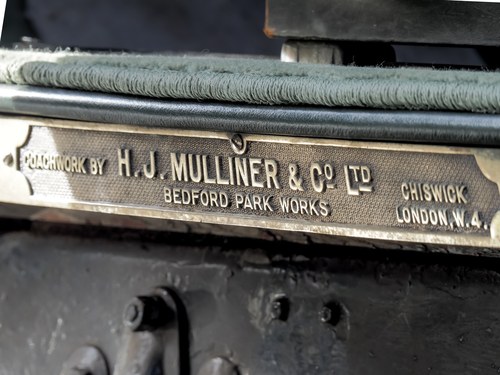 COACHWORK BY H.J. MULLINER & Co LTD
BEDFORD PARK WORKS
CHISWICK
LONDON, W.4.